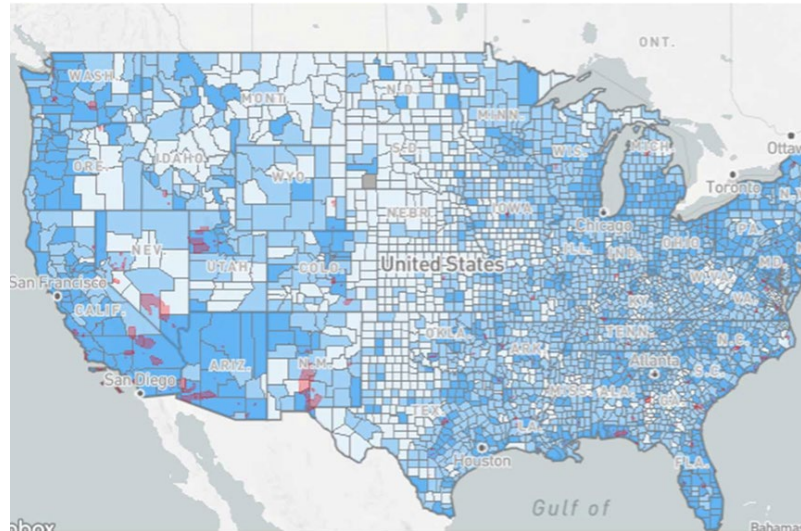 ONT.
WASH.
MONT.
N.D.
MINN.
Ottaw
ORE.
IDAHO
S.D.
WIS.
MICH.
Toronto
WYO.
NEBR.
IOWA
Chicago
N.Y.
PA.
NEV.
UTAH
COLO.
United States
ILL.
IND.
OHIO
MD.
San Francisco
CALIF.
KY.
W.VA.
VA.
San Diego
ARIZ.
N.M.
OKLA.
ARK.
TENN.
N.C.
Atlanta
S.C.
TEX.
MISS.
ALA.
GA.
LA.
Houston
FLA.
Gulf of
pbox
Bahamas